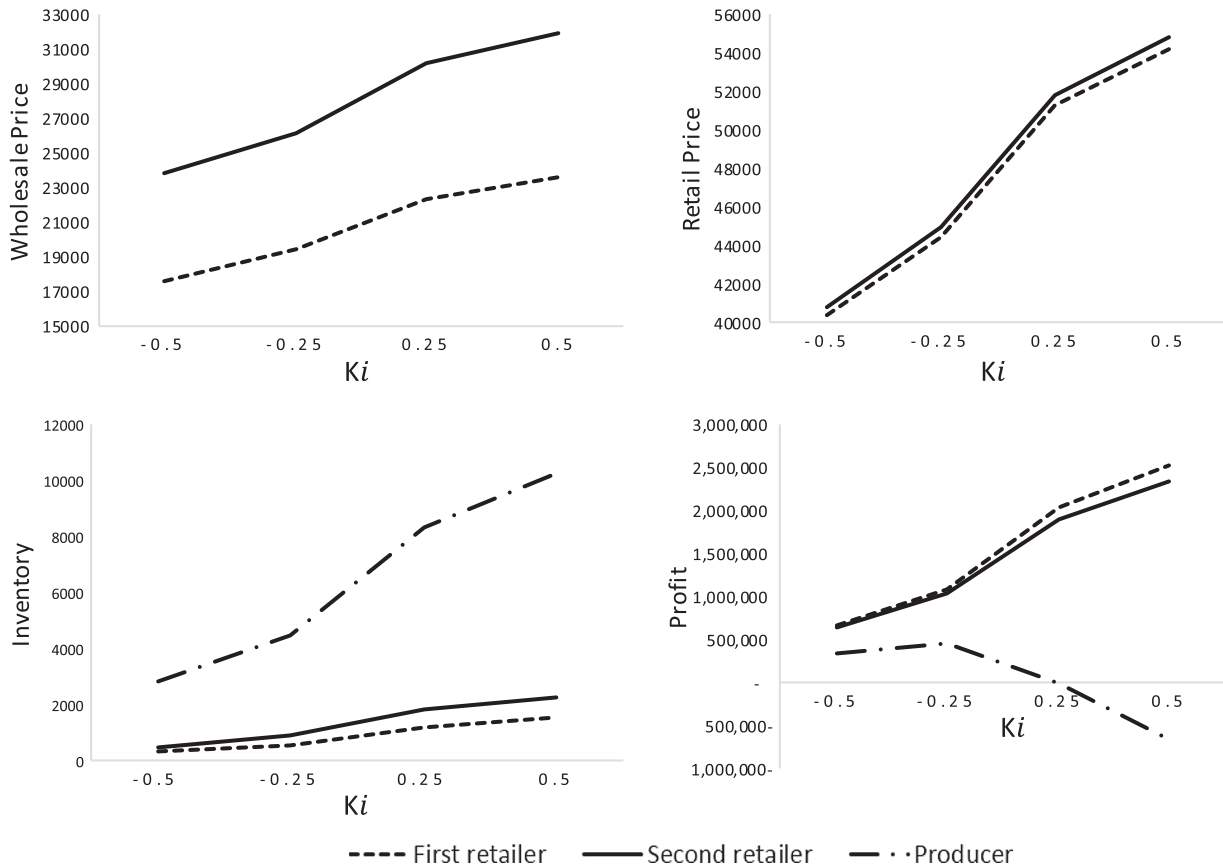 Wholesale Price
33000
31000
29000
27000
25000
23000
21000
19000
17000
15000
-0.5 -0.25 0.25 0.5
Ki
Retail Price
56000
54000
52000
50000
48000
46000
44000
42000
40000
-0.5 -0.25 0.25 0.5
Ki
Inventory
12000
10000
8000
6000
4000
2000
0
-0.5 -0.25 0.25 0.5
Ki
Profit
3,000,000
2,500,000
2,000,000
1,500,000
1,000,000
500,000
-
500,000-
1,000,000-
-0.5 -0.25 0.25 0.5
Ki
First retailer Second retailer Producer